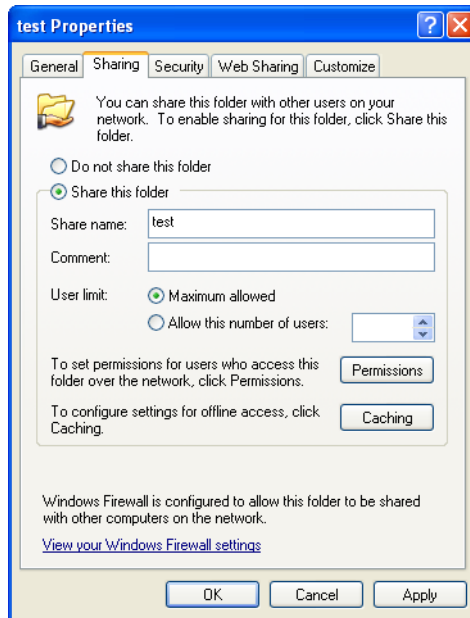 test Properties
General Sharing Security Web Sharing Customize
You can share this folder with other users on your
network. To enable sharing for this folder, click Share this
folder.
Do not share this folder
Share this folder
Share name: test
Comment:
User limit: Maximum allowed
Allow this number of users:
To set permissions for users who access this
folder over the network, click Permissions.
Permissions
To configure settings for offline access, click
Caching.
Caching
Windows Firewall is configured to allow this folder to be shared
with other computers on the network.
View your Windows Firewall settings
OK Cancel Apply